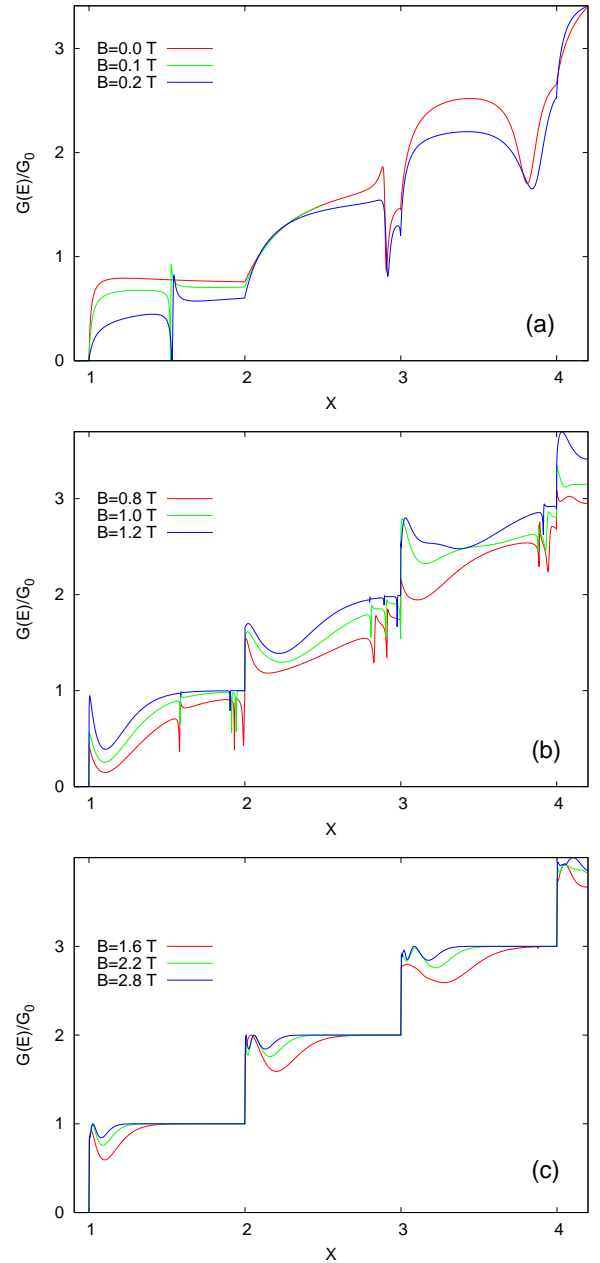 3
2
1
0
G(E)/G0
B=0.0 T
B=0.1 T
B=0.2 T
(a)
1 2 3 4
X
3
2
1
0
G(E)/G0
B=0.8 T
B=1.0 T
B=1.2 T
(b)
1 2 3 4
X
3
2
1
0
G(E)/G0
B=1.6 T
B=2.2 T
B=2.8 T
(c)
1 2 3 4
X